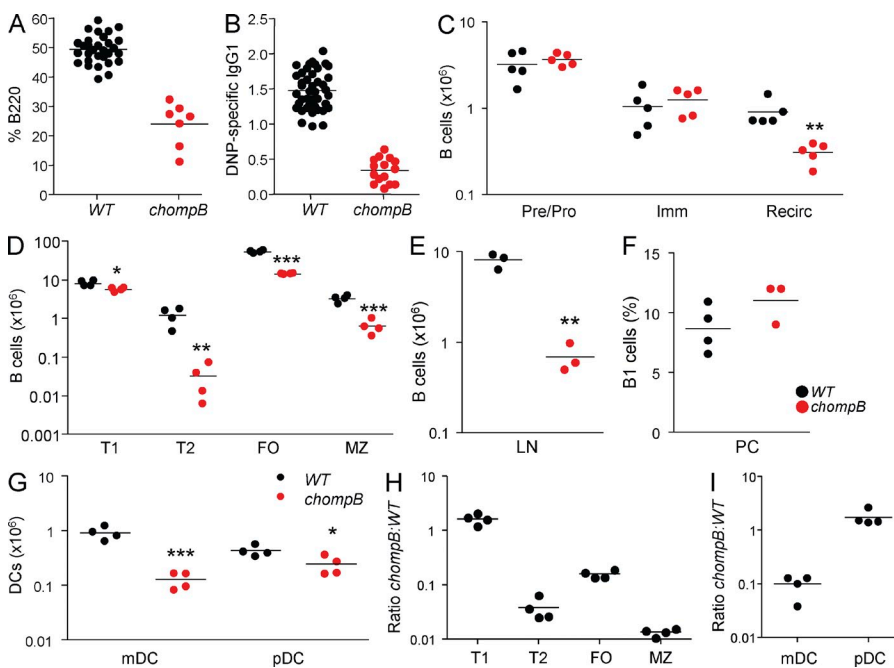 A
% B220
60
50
40
30
20
10
0
WT
chompB
B
DNP-specific IgG1
2.5
2.0
1.5
1.0
0.5
0.0
WT
chompB
C
B cells (x10⁶)
10
1
0.1
**
Pre/Pro
Imm
Recirc
D
B cells (x10⁶)
100
10
1
0.1
0.01
0.001
*
**
***
***
T1
T2
FO
MZ
E
B cells (x10⁶)
10
1
0.1
**
LN
F
B1 cells (%)
15
10
5
0
WT
chompB
PC
G
DCs (x10⁶)
10
1
0.1
0.01
WT
chompB
***
*
mDC
pDC
H
Ratio chompB:WT
10
1
0.1
0.01
T1
T2
FO
MZ
I
Ratio chompB:WT
10
1
0.1
0.01
mDC
pDC